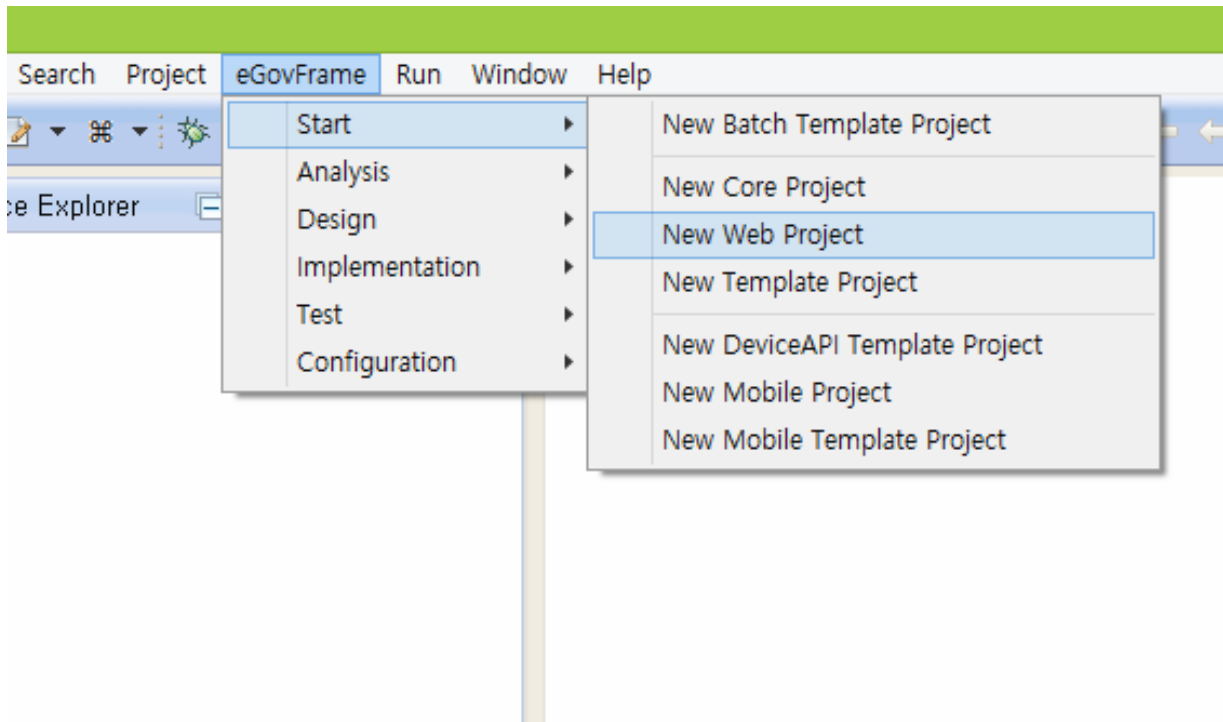 Search Project eGovFrame Run Window Help
ce Explorer
Start
Analysis
Design
Implementation
Test
Configuration
New Batch Template Project
New Core Project
New Web Project
New Template Project
New DeviceAPI Template Project
New Mobile Project
New Mobile Template Project